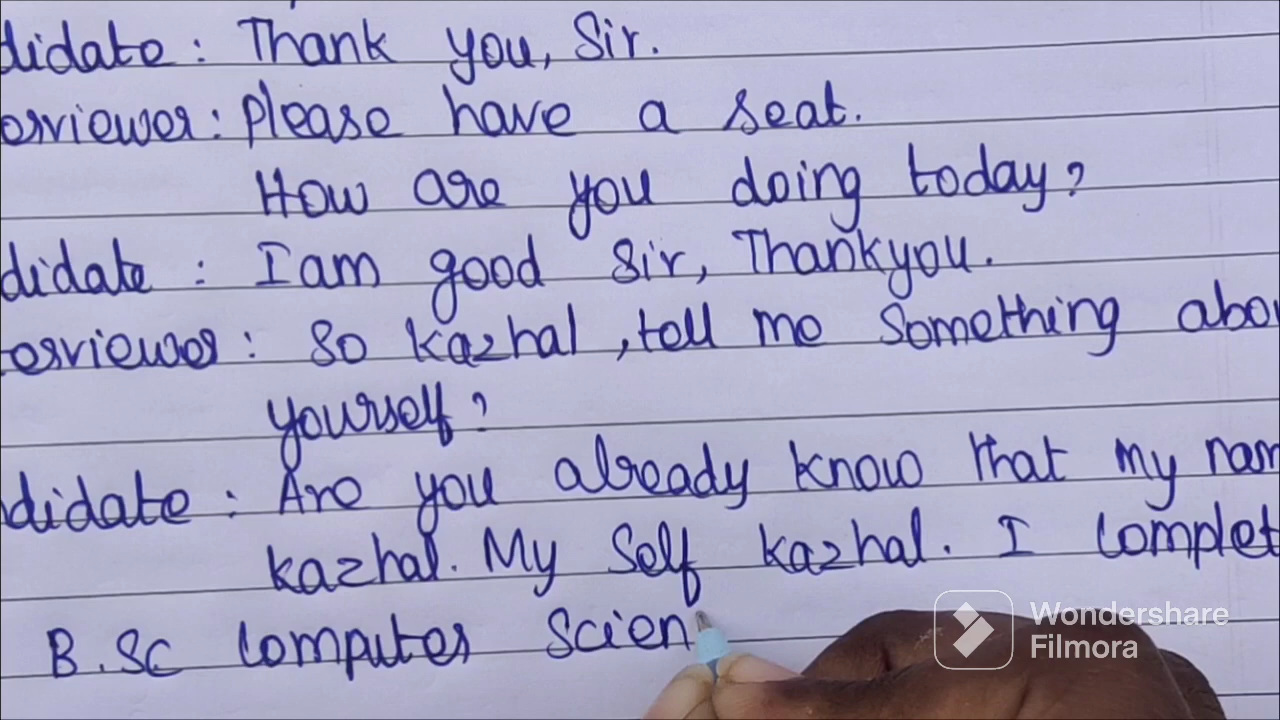 didate : Thank you, Sir.
erviewer : Please have a seat.
How are you doing today?
didate : I am good Sir, Thankyou.
erviewer : So Kazhal, tell me Something abou
yourself?
didate : Are you already know that my nam
kazhal. My Self kazhal. I complet
B.Sc Computer Scien
Wondershare
Filmora